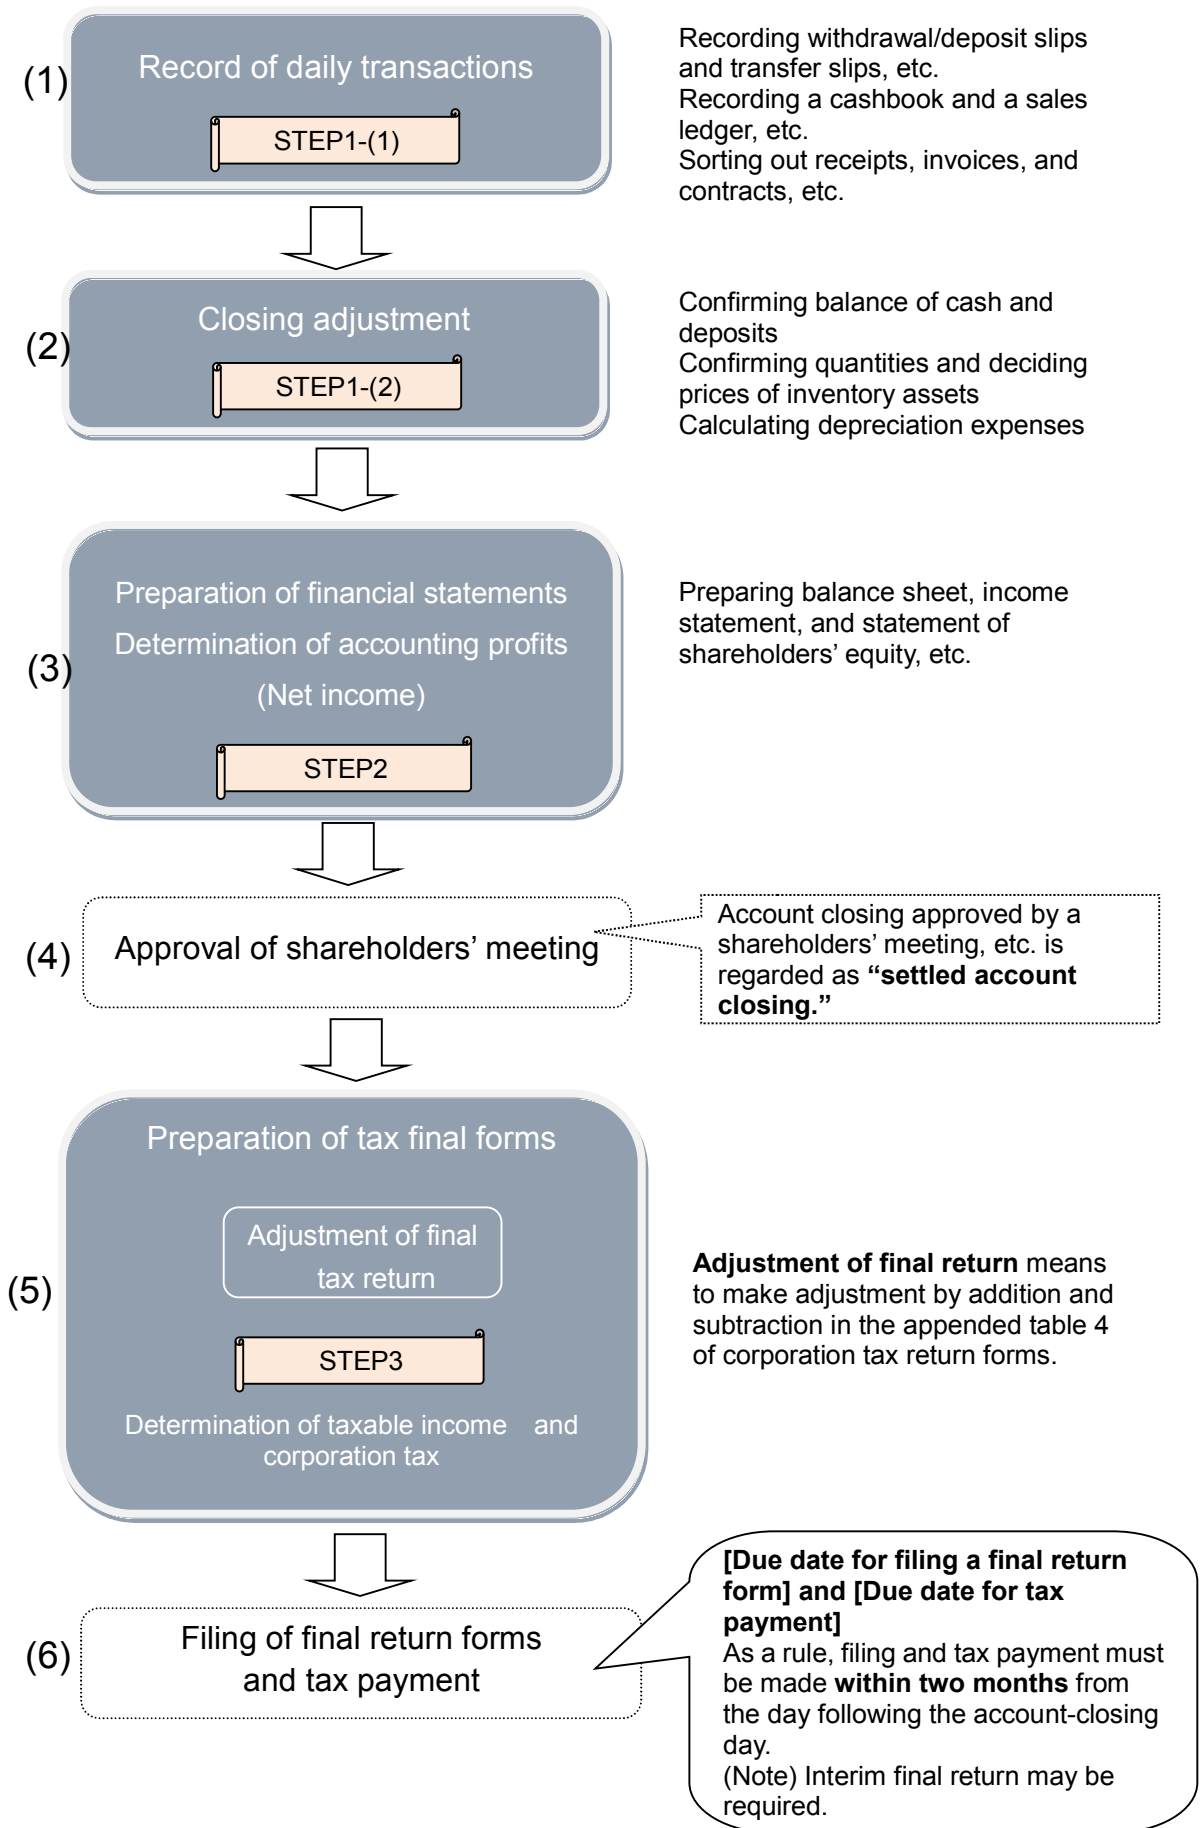 (1)
Record of daily transactions
STEP1-(1)
Recording withdrawal/deposit slips
and transfer slips, etc.
Recording a cashbook and a sales
ledger, etc.
Sorting out receipts, invoices, and
contracts, etc.
(2)
Closing adjustment
STEP1-(2)
Confirming balance of cash and
deposits
Confirming quantities and deciding
prices of inventory assets
Calculating depreciation expenses
(3)
Preparation of financial statements
Determination of accounting profits
(Net income)
STEP2
Preparing balance sheet, income
statement, and statement of
shareholders’ equity, etc.
(4)
Approval of shareholders’ meeting
Account closing approved by a
shareholders’ meeting, etc. is
regarded as “settled account
closing.”
(5)
Preparation of tax final forms
Adjustment of final
tax return
STEP3
Determination of taxable income and
corporation tax
Adjustment of final return means
to make adjustment by addition and
subtraction in the appended table 4
of corporation tax return forms.
(6)
Filing of final return forms
and tax payment
[Due date for filing a final return
form] and [Due date for tax
payment]
As a rule, filing and tax payment must
be made within two months from
the day following the account-closing
day.
(Note) Interim final return may be
required.